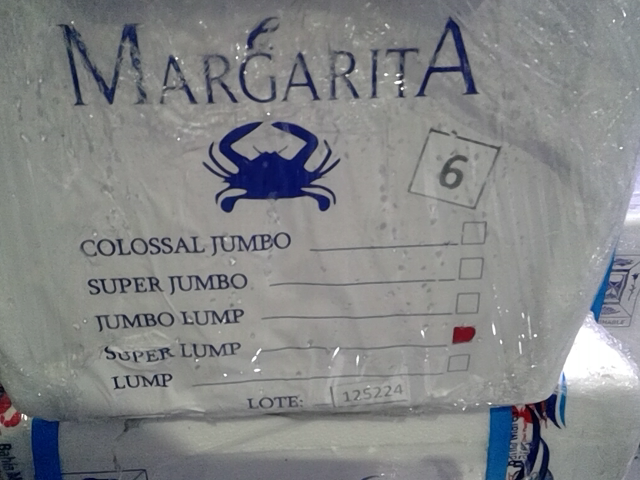 MARGARITA
6
COLOSSAL JUMBO
SUPER JUMBO
JUMBO LUMP
SUPER LUMP
LUMP
LOTE: 125224